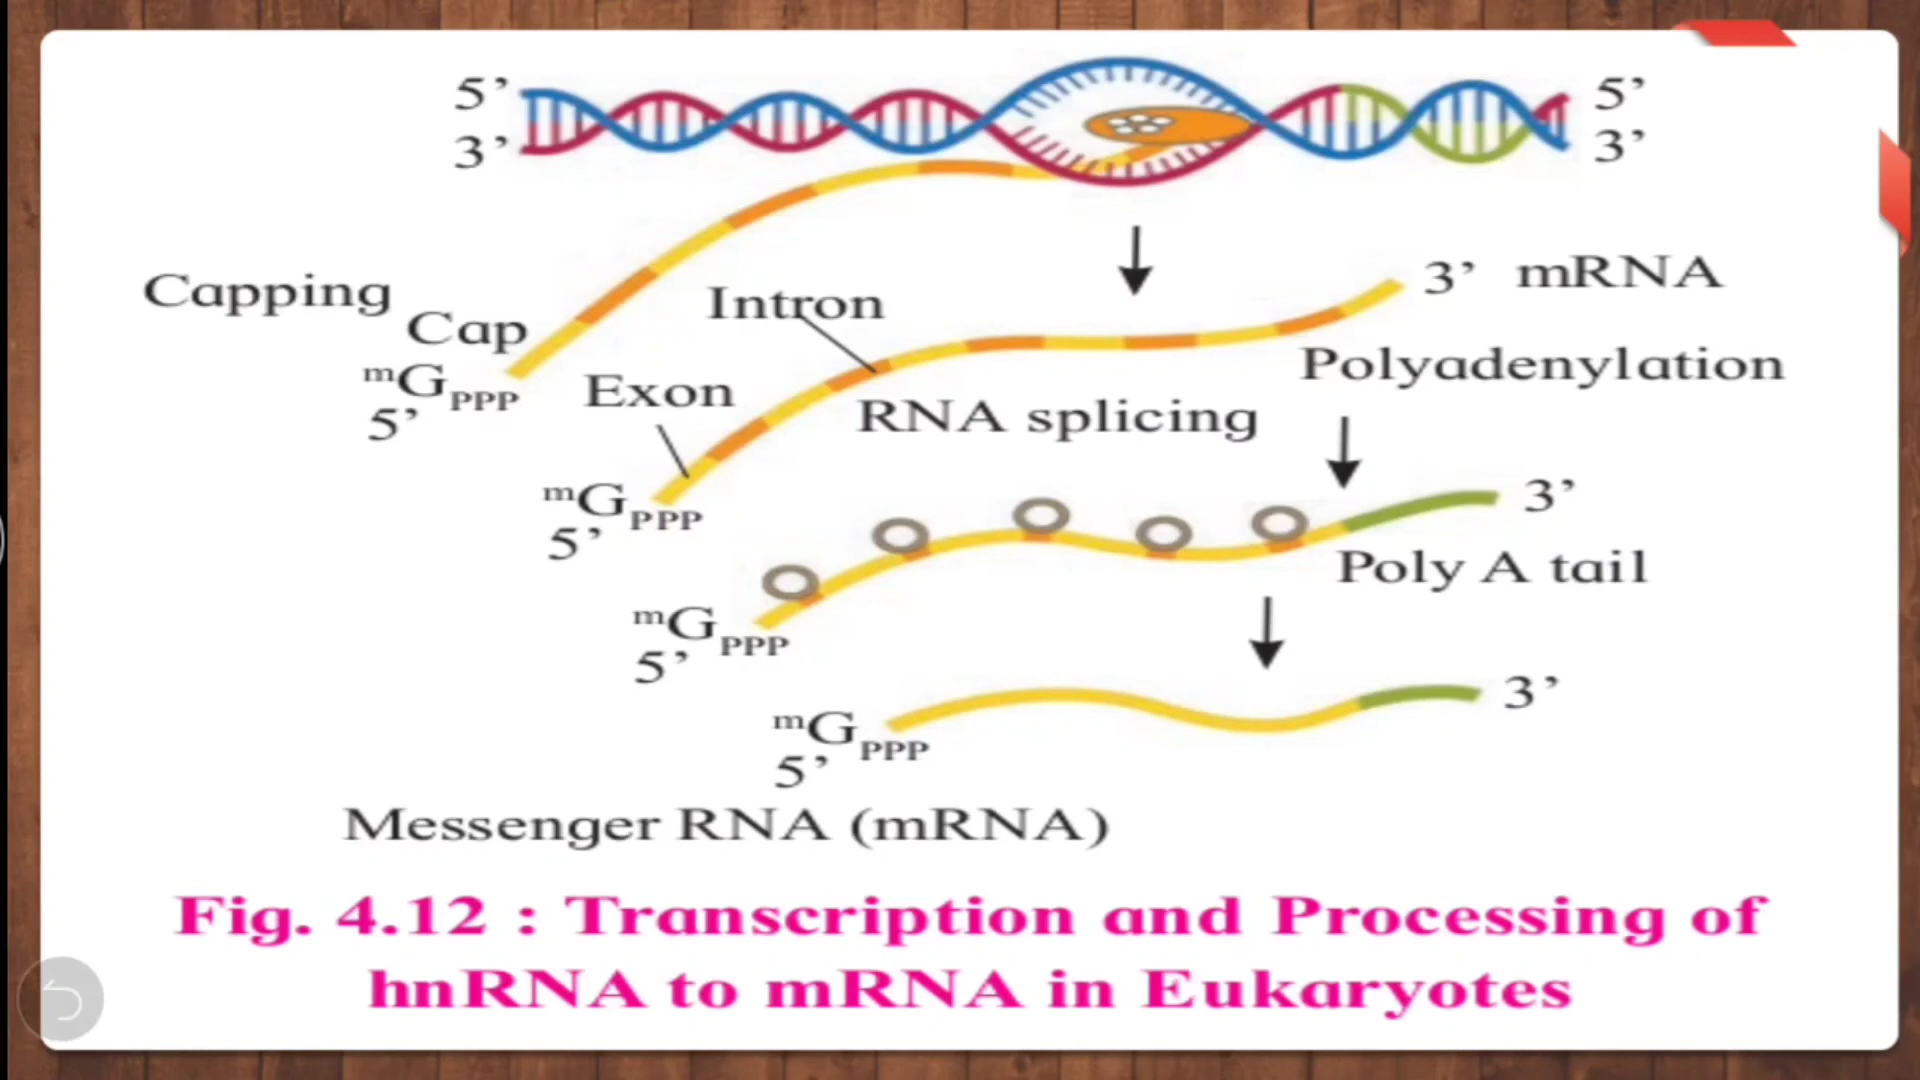 5’ 5’
3’ 3’
Capping
Cap
mGPPP
5’
Intron
3’ mRNA
Exon
Polyadenylation
RNA splicing
mGPPP
5’
3’
Poly A tail
mGPPP
5’
3’
mGPPP
5’
Messenger RNA (mRNA)
Fig. 4.12 : Transcription and Processing of
hnRNA to mRNA in Eukaryotes